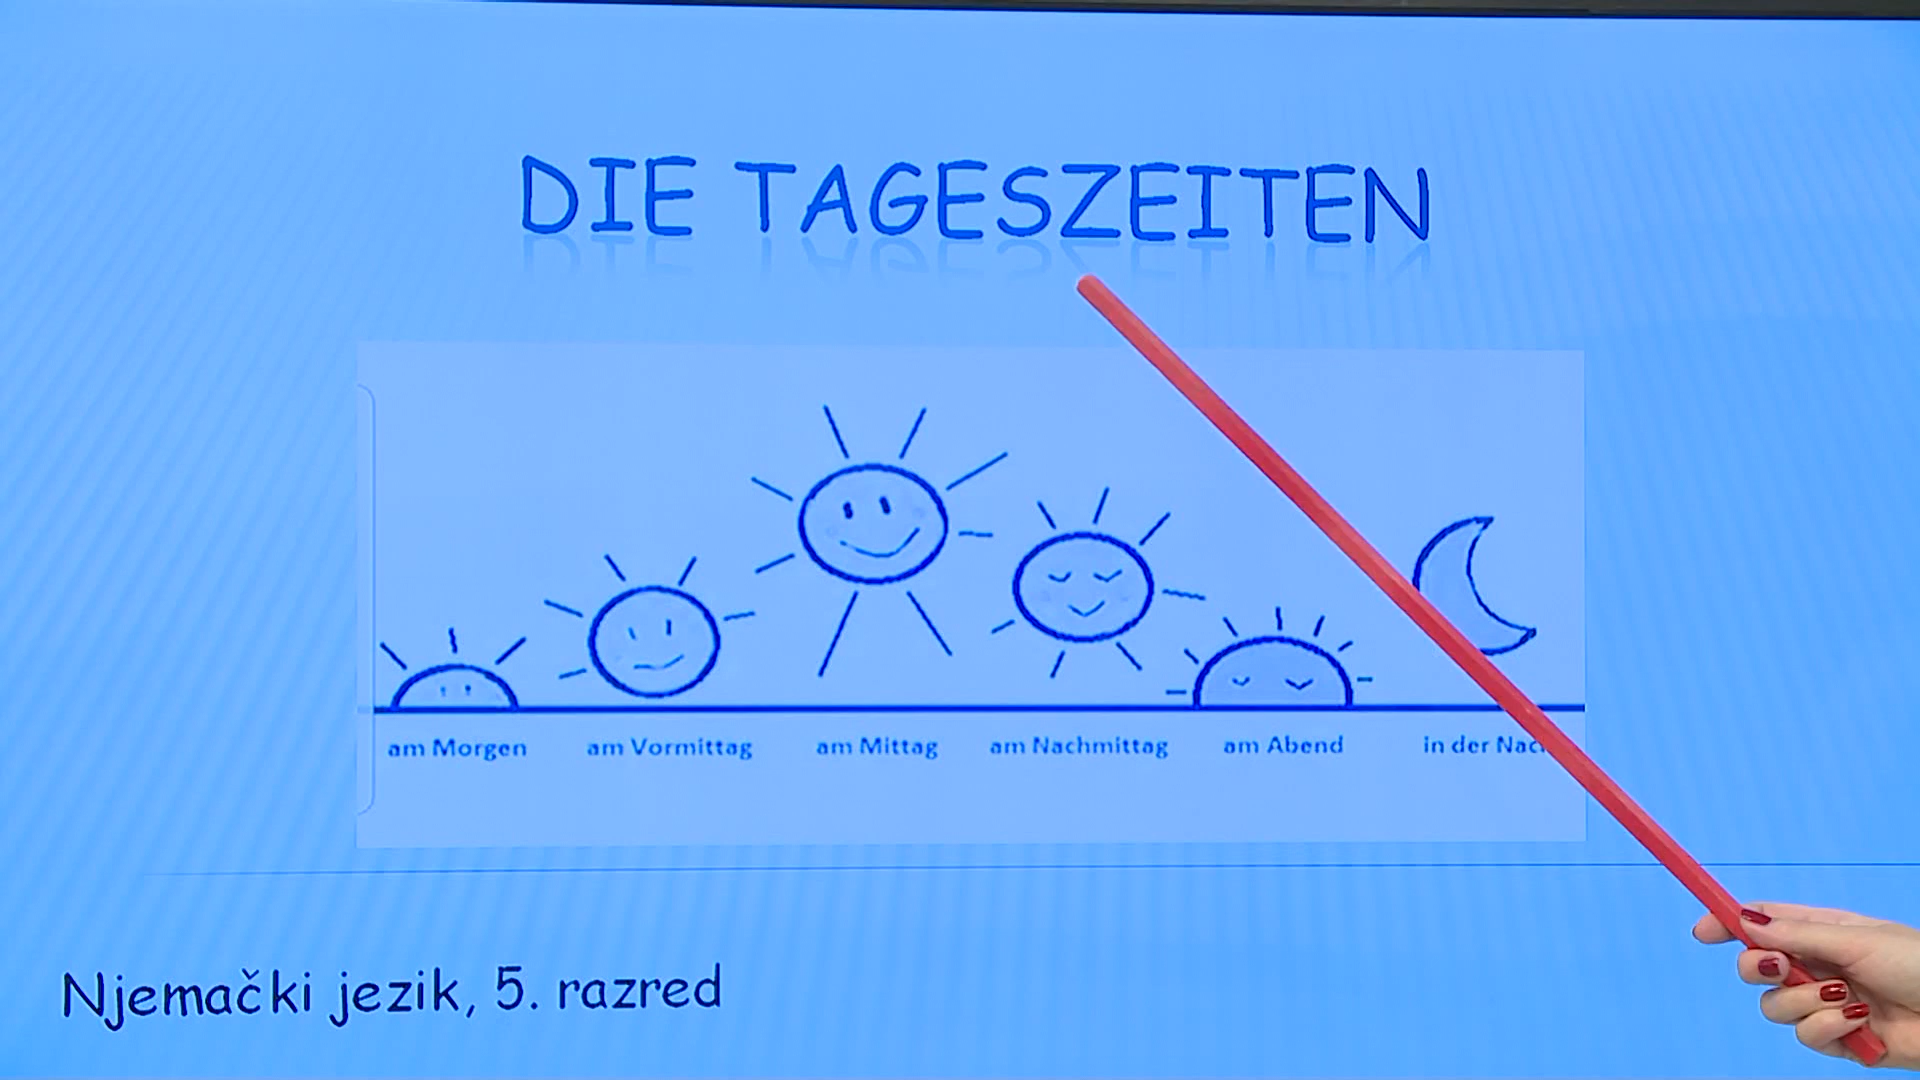 DIE TAGESZEITEN
am Morgen am Vormittag am Mittag am Nachmittag am Abend in der
Njemački jezik, 5. razred